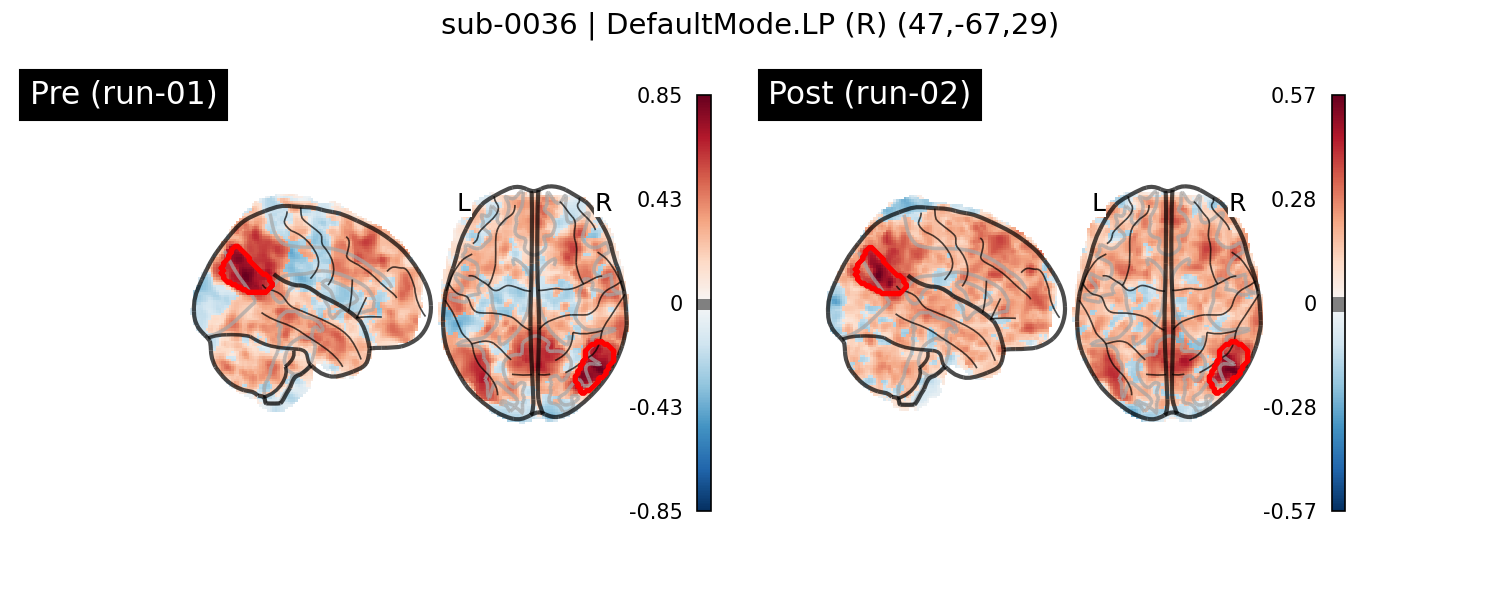 sub-0036 | DefaultMode.LP (R) (47,-67,29)
Pre (run-01)
L
R
0.85
0.43
0
-0.43
-0.85
Post (run-02)
L
R
0.57
0.28
0
-0.28
-0.57